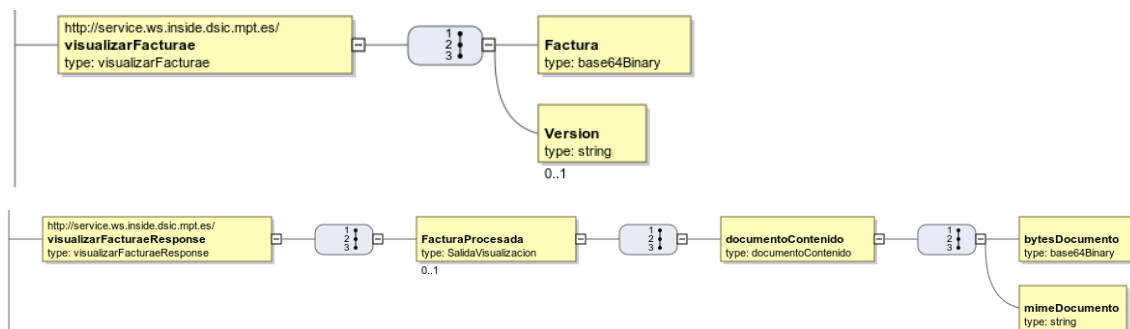 http://service.ws.inside.dsic.mpt.es/
visualizarFacturae
type: visualizarFacturae
1
2
3
Factura
type: base64Binary
Version
type: string
0..1
http://service.ws.inside.dsic.mpt.es/
visualizarFacturaeResponse
type: visualizarFacturaeResponse
1
2
3
FacturaProcesada
type: SalidaVisualizacion
0..1
1
2
3
documentoContenido
type: documentoContenido
1
2
3
bytesDocumento
type: base64Binary
mimeDocumento
type: string